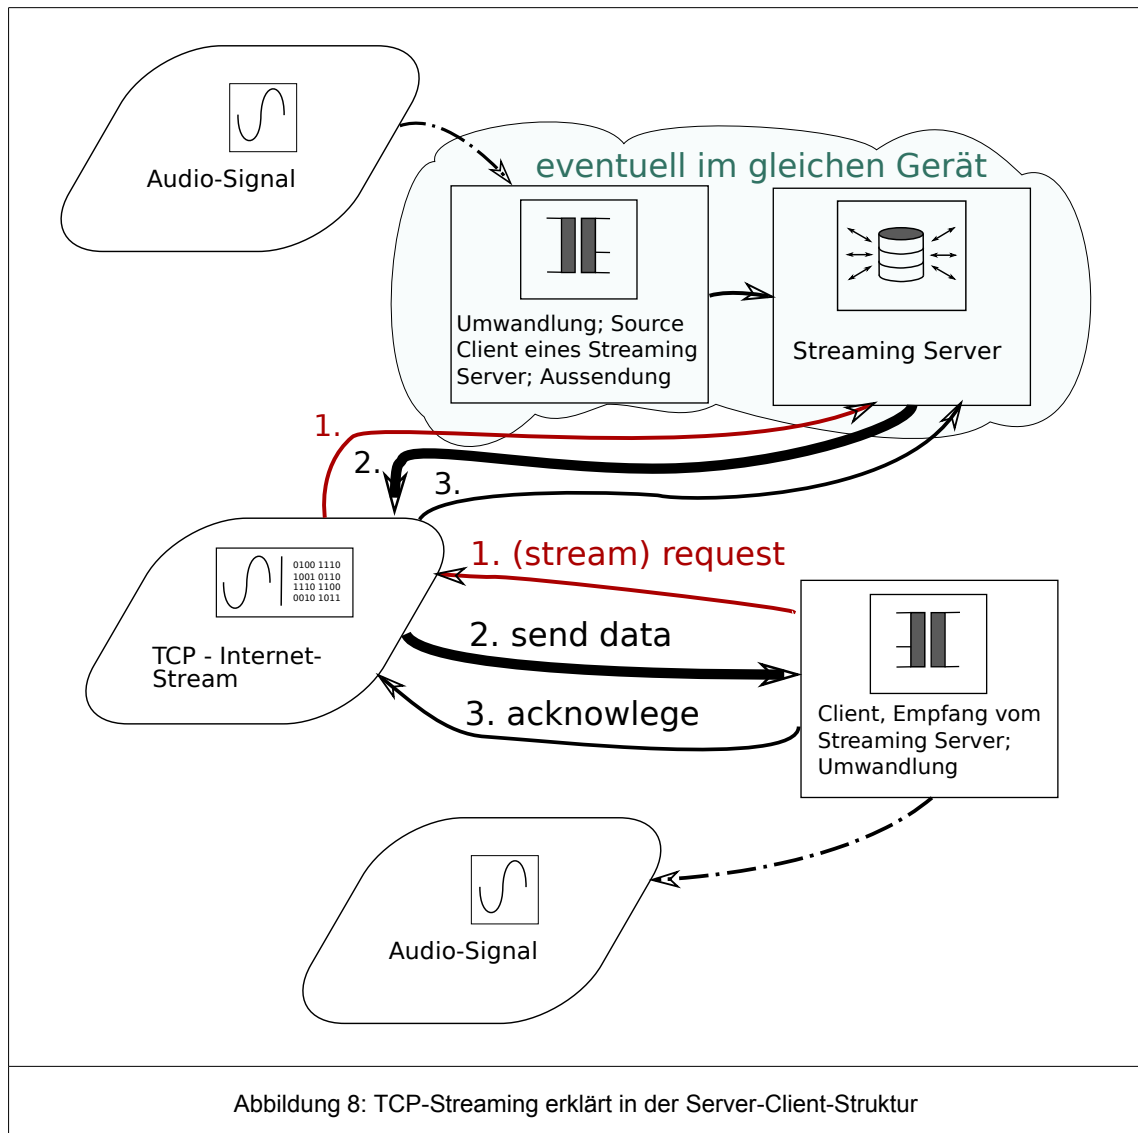 Audio-Signal
eventuell im gleichen Gerät
Umwandlung; Source
Client eines Streaming
Server; Aussendung
Streaming Server
1.
2.
3.
0100 1110
1001 0110
1110 1100
0010 1011
TCP - Internet-
Stream
1. (stream) request
2. send data
3. acknowlege
Client, Empfang vom
Streaming Server;
Umwandlung
Audio-Signal
Abbildung 8: TCP-Streaming erklärt in der Server-Client-Struktur